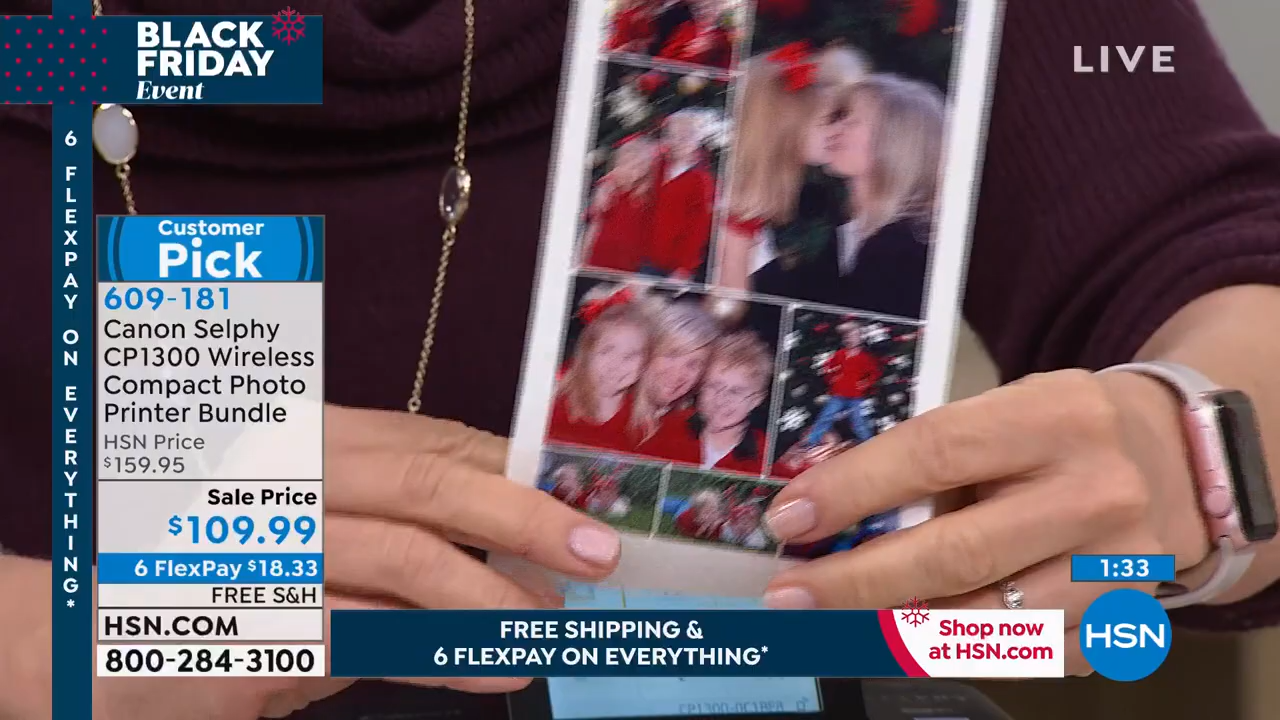 BLACK
FRIDAY
Event
LIVE
6 FLEXPAY ON EVERYTHING*
Customer
Pick
609-181
Canon Selphy
CP1300 Wireless
Compact Photo
Printer Bundle
HSN Price
$159.95
Sale Price
$109.99
6 FlexPay $18.33
FREE S&H
HSN.COM
800-284-3100
FREE SHIPPING &
6 FLEXPAY ON EVERYTHING*
Shop now
at HSN.com
1:33
HSN